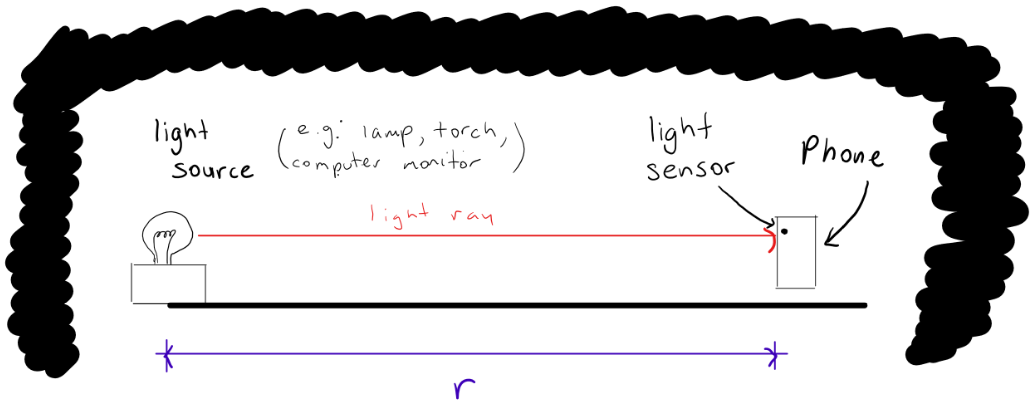 light
source
(e.g: lamp, torch,
computer monitor)
light
sensor
Phone
light ray
r